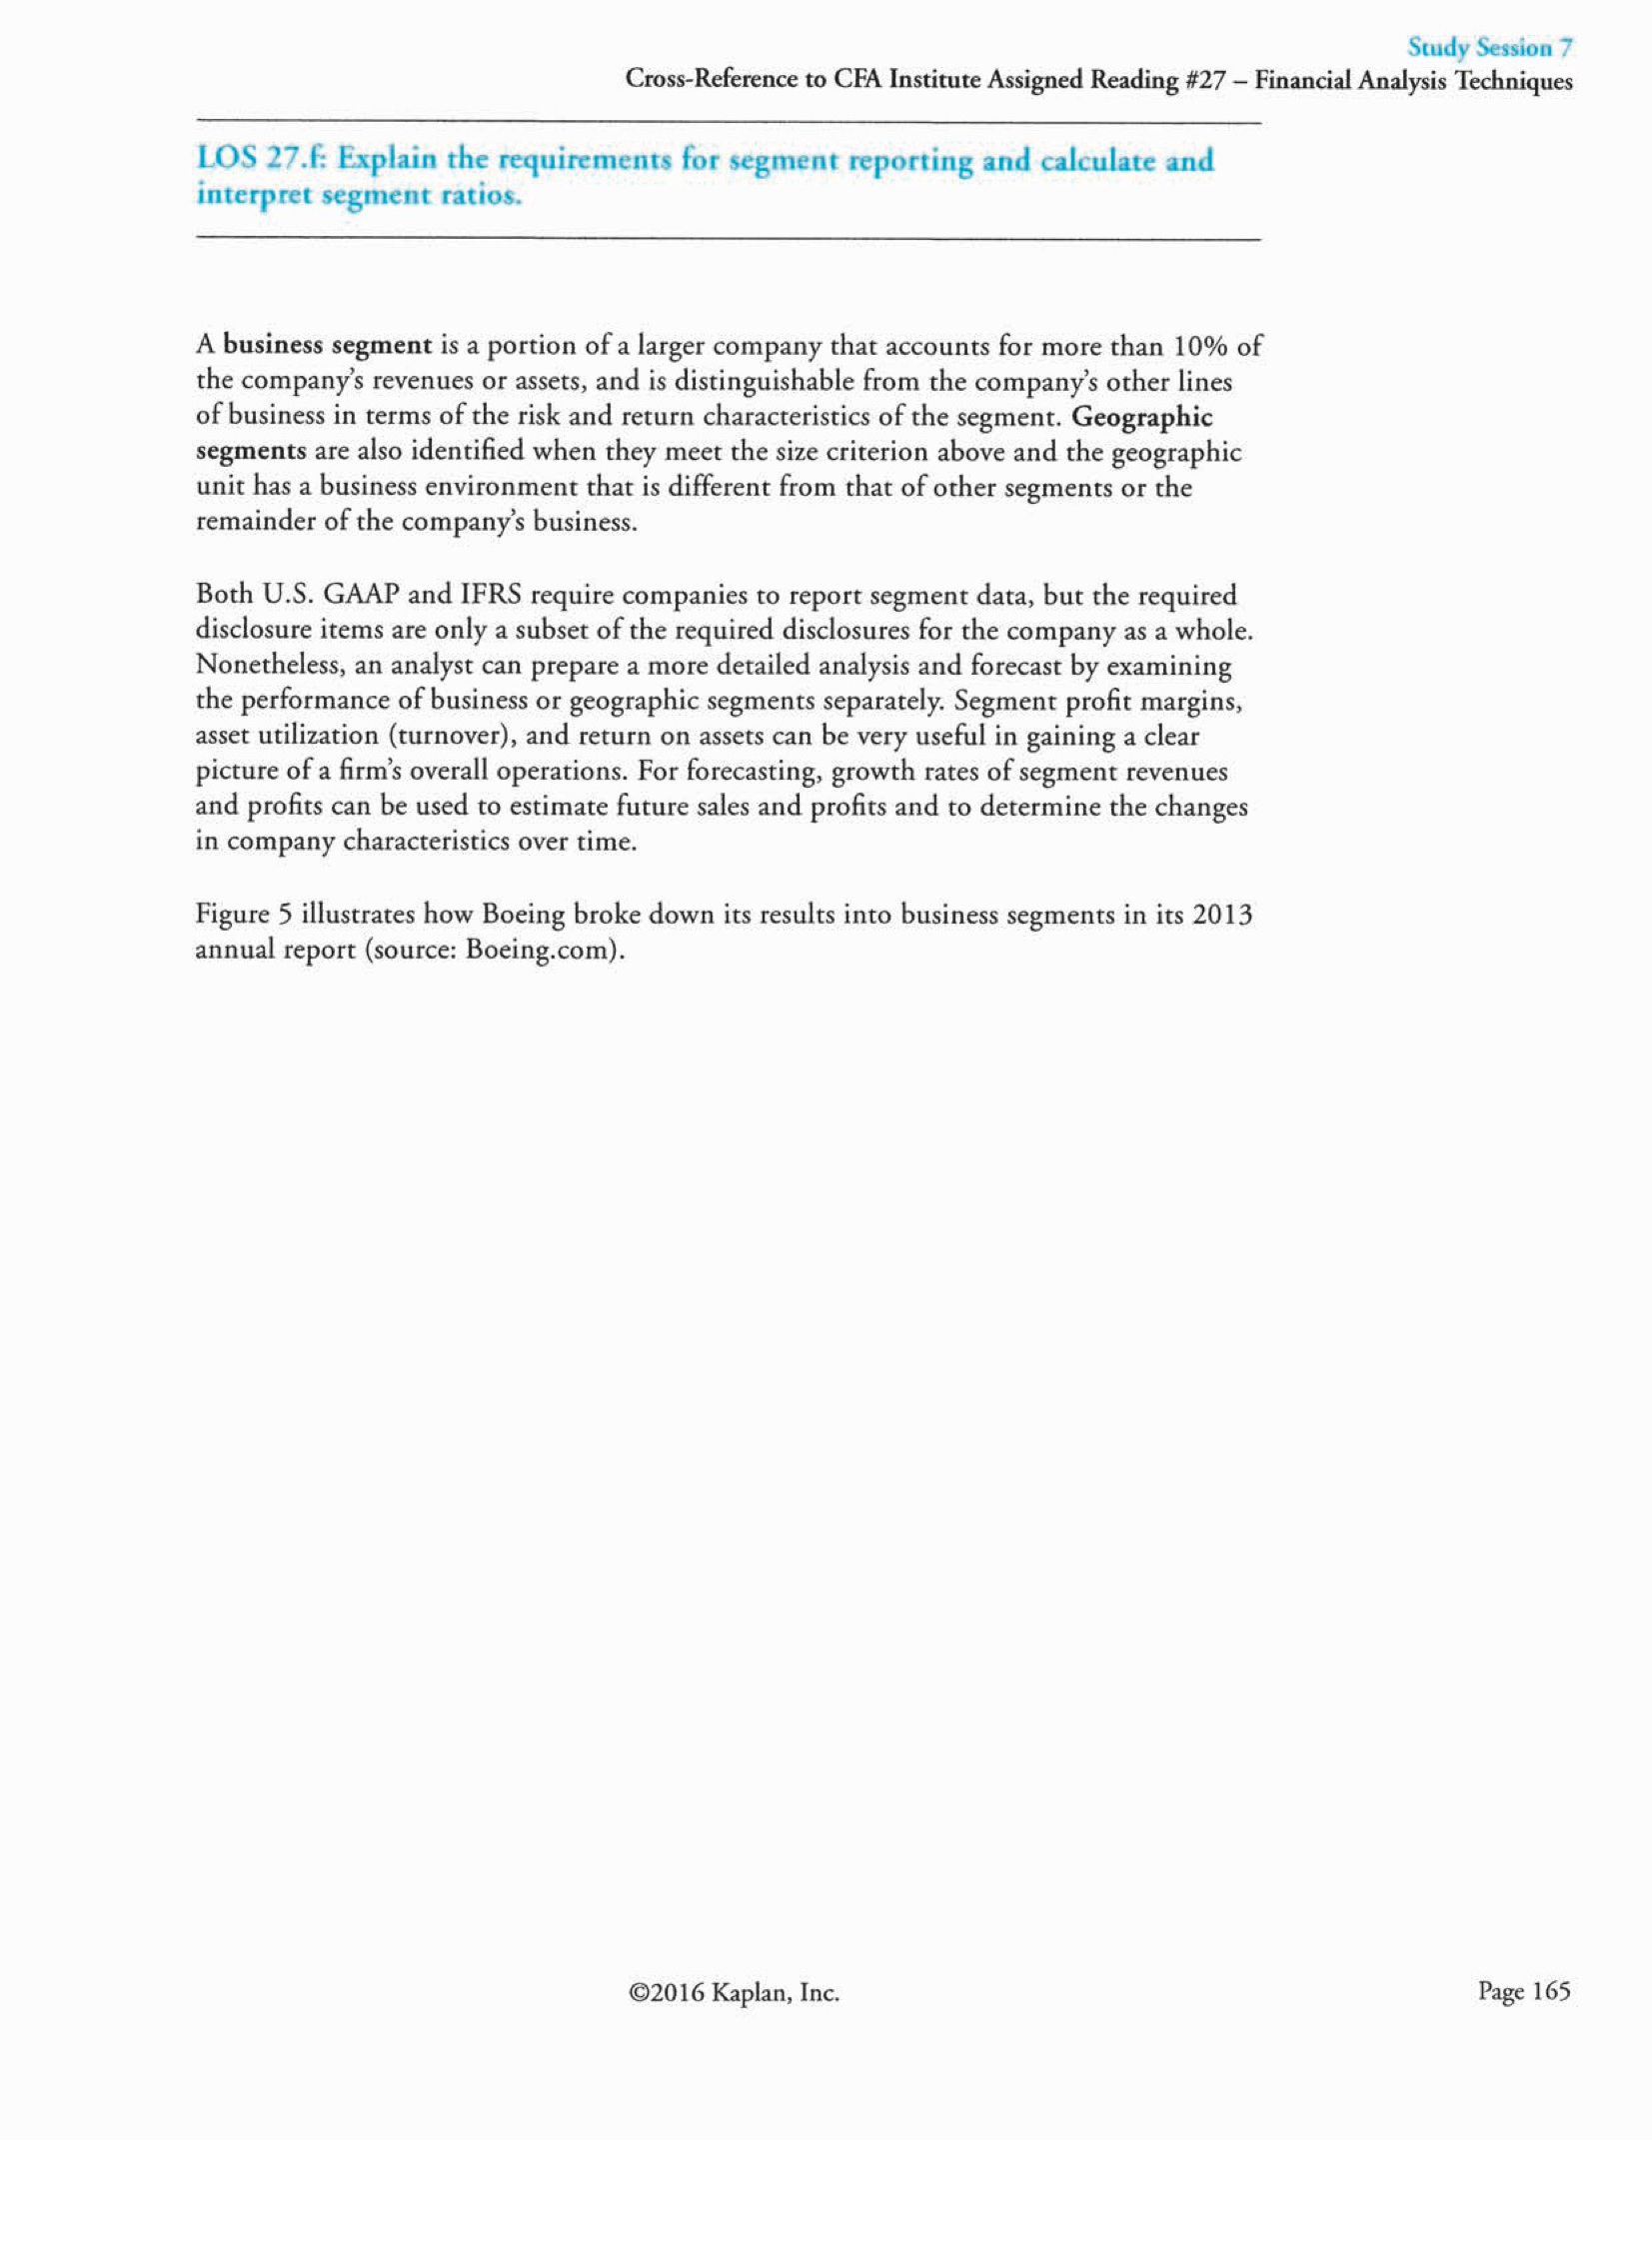 Study Session 7
Cross-Reference to CFA Institute Assigned Reading #27 – Financial Analysis Techniques
LOS 27.f: Explain the requirements for segment reporting and calculate and
interpret segment ratios.
A business segment is a portion of a larger company that accounts for more than 10% of
the company's revenues or assets, and is distinguishable from the company's other lines
of business in terms of the risk and return characteristics of the segment. Geographic
segments are also identified when they meet the size criterion above and the geographic
unit has a business environment that is different from that of other segments or the
remainder of the company's business.
Both U.S. GAAP and IFRS require companies to report segment data, but the required
disclosure items are only a subset of the required disclosures for the company as a whole.
Nonetheless, an analyst can prepare a more detailed analysis and forecast by examining
the performance of business or geographic segments separately. Segment profit margins,
asset utilization (turnover), and return on assets can be very useful in gaining a clear
picture of a firm's overall operations. For forecasting, growth rates of segment revenues
and profits can be used to estimate future sales and profits and to determine the changes
in company characteristics over time.
Figure 5 illustrates how Boeing broke down its results into business segments in its 2013
annual report (source: Boeing.com).
©2016 Kaplan, Inc.
Page 165